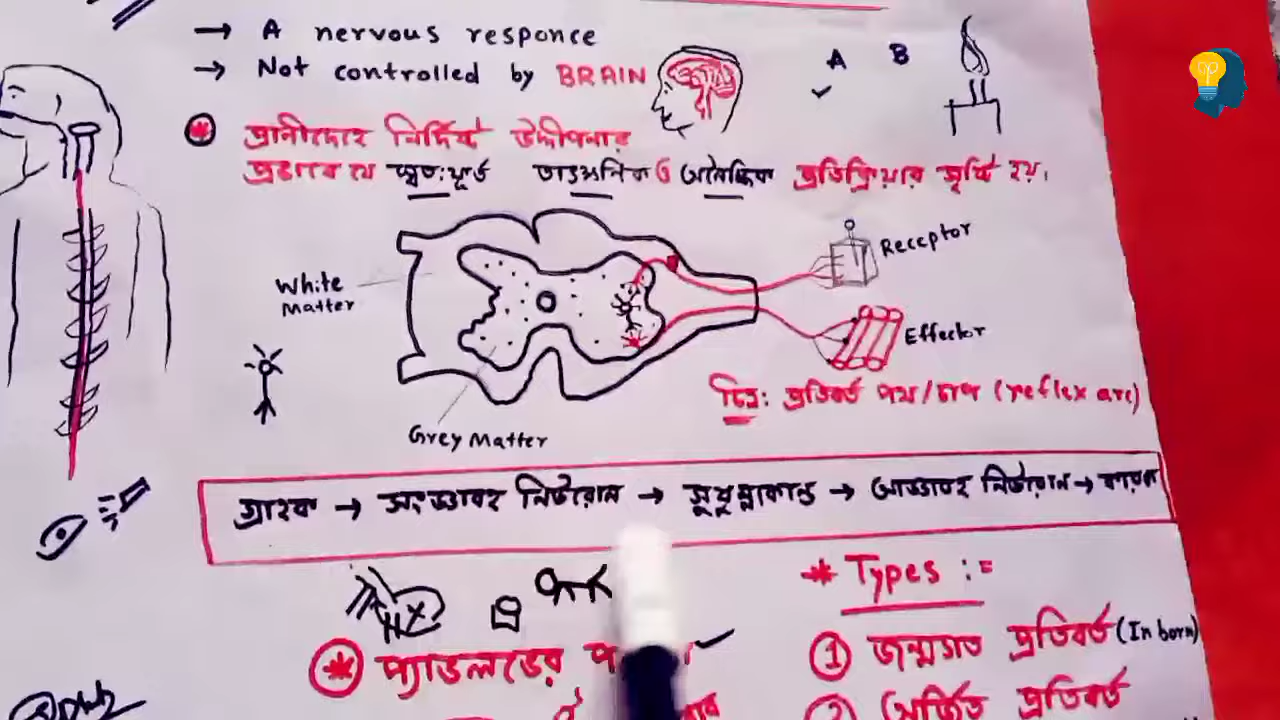 → A nervous responce
→ Not controlled by BRAIN
A B
প্রানীদেহে নির্দিষ্ট উদ্দীপনার
প্রভাবে যে স্বতঃস্ফূর্ত তাৎক্ষনিক ও অনৈচ্ছিক প্রতিক্রিয়ার সৃষ্টি হয়।
Receptor
White
Matter
Effector
চিত্র: প্রতিবর্ত পথ/চাপ (reflex arc)
Grey Matter
গ্রাহক → সংজ্ঞাবহ নিউরোন → সুষুম্নাকান্ড → আজ্ঞাবহ নিউরোন → কারক
* Types :=
① জন্মগত প্রতিবর্ত (In born)
* প্যাভলভের
② অর্জিত প্রতিবর্ত